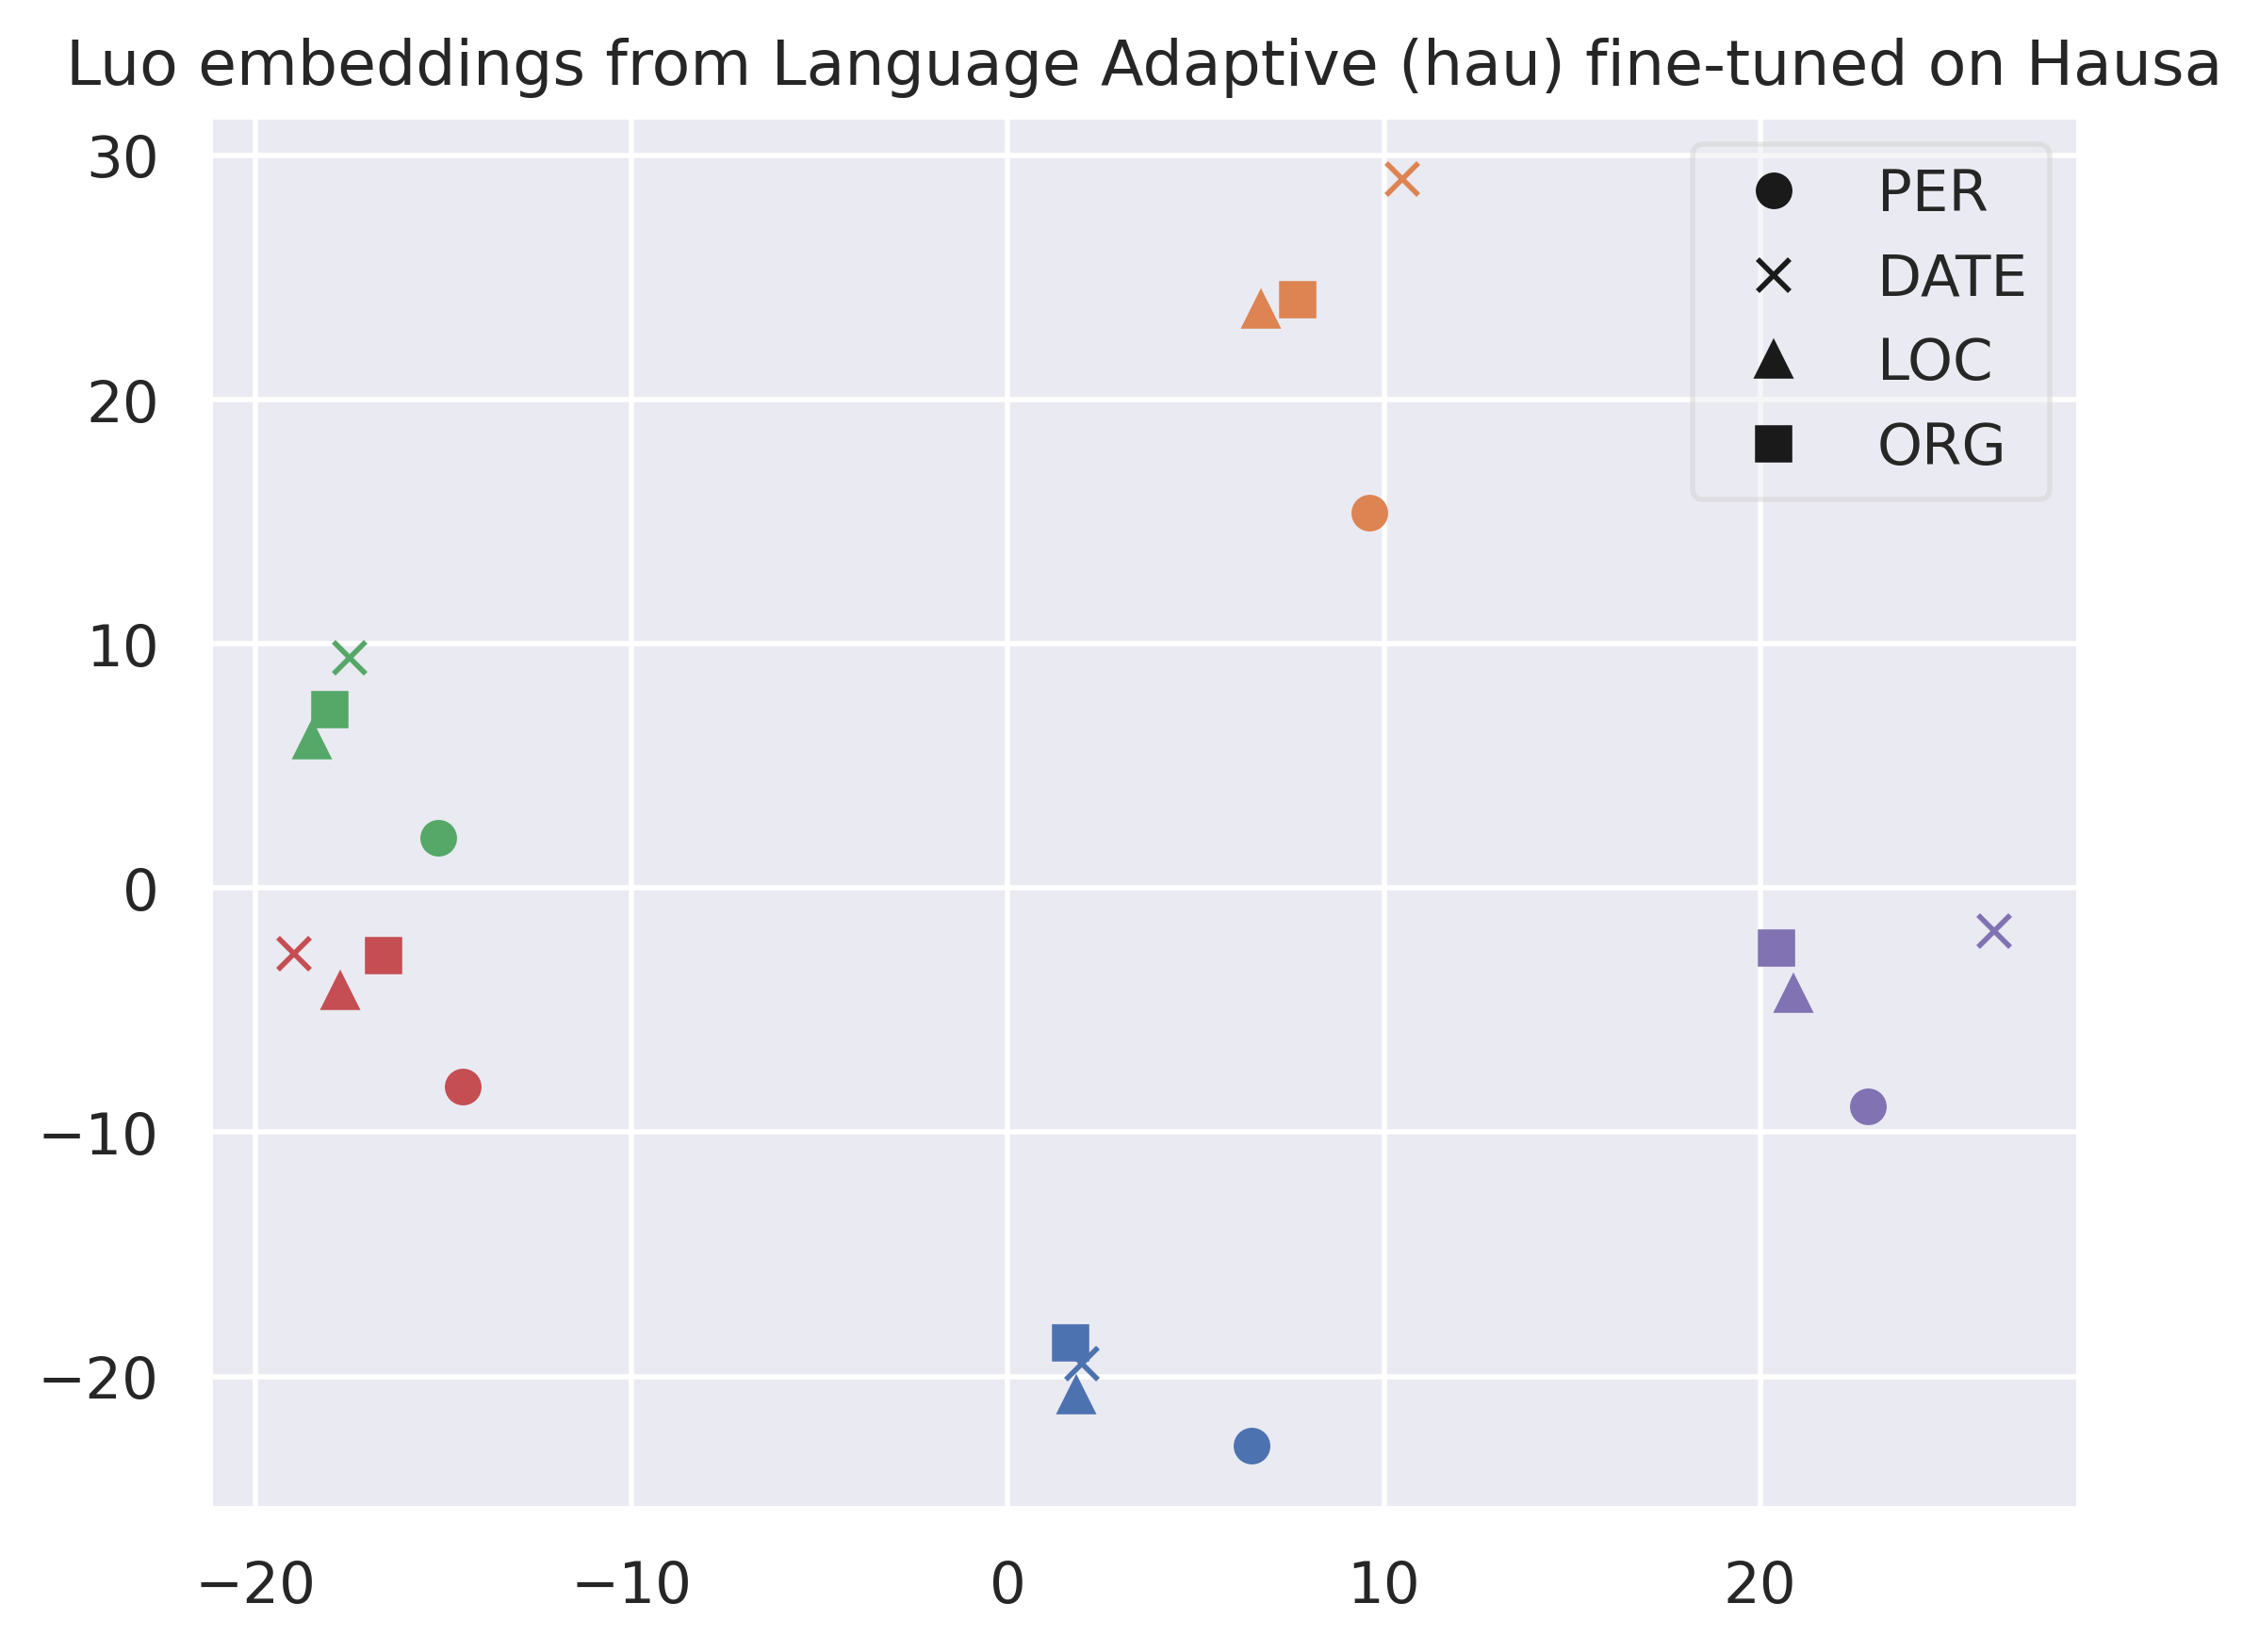 Luo embeddings from Language Adaptive (hau) fine-tuned on Hausa
30
20
10
0
−10
−20
PER
DATE
LOC
ORG
−20 −10 0 10 20